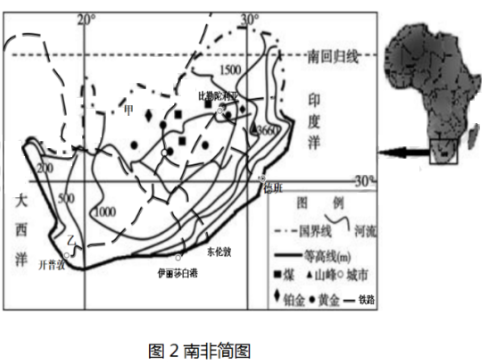 20°
30°
南回归线
1500
比勒陀利亚
甲
3660
印度洋
200
500
1000
30°
德班
大西洋
乙
开普敦
东伦敦
伊丽莎白港
图 例
国界线 河流
等高线(m)
煤 山峰 城市
铂金 黄金 铁路
图 2 南非简图